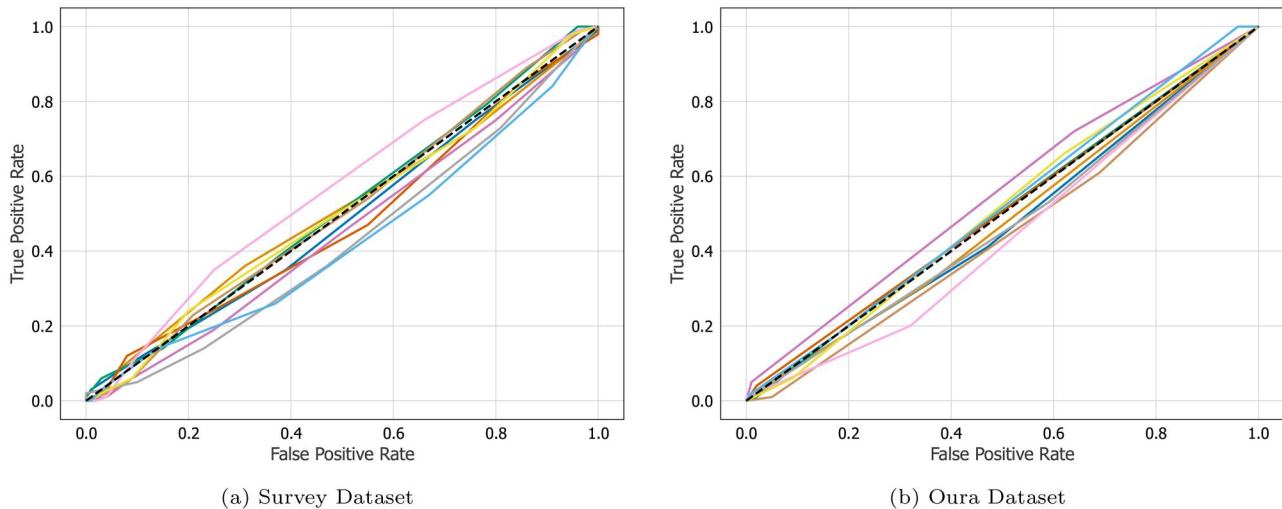 1.0
0.8
0.6
0.4
0.2
0.0
True Positive Rate
0.0 0.2 0.4 0.6 0.8 1.0
False Positive Rate
(a) Survey Dataset
1.0
0.8
0.6
0.4
0.2
0.0
True Positive Rate
0.0 0.2 0.4 0.6 0.8 1.0
False Positive Rate
(b) Oura Dataset